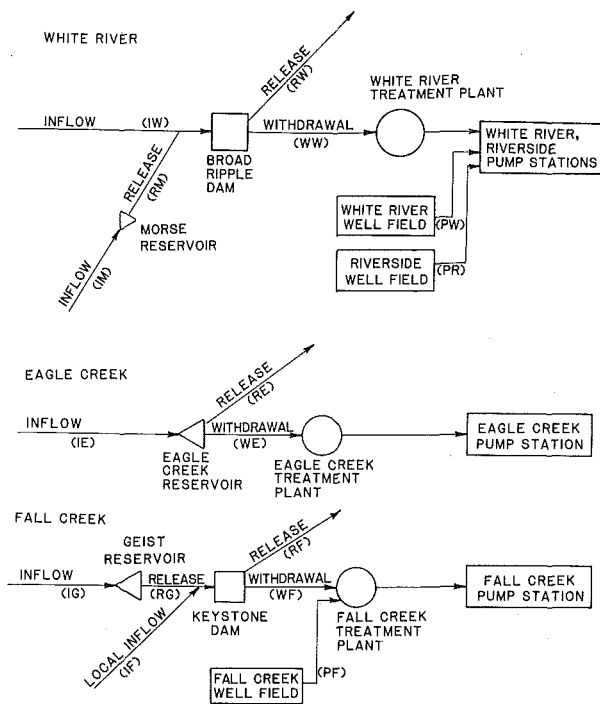 WHITE RIVER
RELEASE
(RW)
WHITE RIVER
TREATMENT PLANT
INFLOW
(IW)
WITHDRAWAL
(WW)
WHITE RIVER,
RIVERSIDE
PUMP STATIONS
BROAD
RIPPLE
DAM
RELEASE
(RM)
MORSE
RESERVOIR
INFLOW
(IM)
WHITE RIVER
WELL FIELD
(PW)
RIVERSIDE
WELL FIELD
(PR)
EAGLE CREEK
RELEASE
(RE)
INFLOW
(IE)
WITHDRAWAL
(WE)
EAGLE
CREEK
RESERVOIR
EAGLE CREEK
TREATMENT
PLANT
EAGLE CREEK
PUMP STATION
FALL CREEK
GEIST
RESERVOIR
RELEASE
(RF)
INFLOW
(IG)
RELEASE
(RG)
WITHDRAWAL
(WF)
KEYSTONE
DAM
FALL CREEK
TREATMENT
PLANT
FALL CREEK
PUMP STATION
LOCAL INFLOW
(IF)
FALL CREEK
WELL FIELD
(PF)